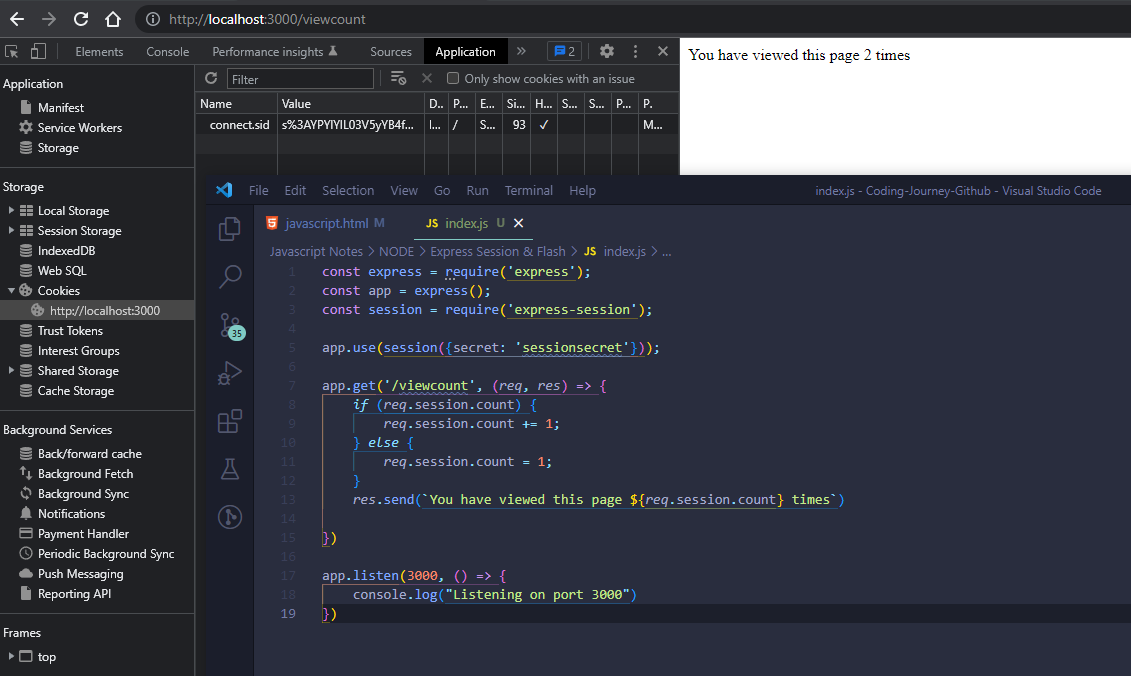 http://localhost:3000/viewcount
Elements Console Performance insights Sources Application » 2
You have viewed this page 2 times
Application
Manifest
Service Workers
Storage
Filter
Only show cookies with an issue
Name Value D.. P... E... Si... H... S... S... P... P.
connect.sid s%3AYPYlYlL03V5yYB4f... l... / S... 93 ✓ M...
Storage
Local Storage
Session Storage
IndexedDB
Web SQL
Cookies
http://localhost:3000
Trust Tokens
Interest Groups
Shared Storage
Cache Storage
Background Services
Back/forward cache
Background Fetch
Background Sync
Notifications
Payment Handler
Periodic Background Sync
Push Messaging
Reporting API
Frames
top
File Edit Selection View Go Run Terminal Help index.js - Coding-Journey-Github - Visual Studio Code
javascript.html M JS index.js U
Javascript Notes > NODE > Express Session & Flash > JS index.js > ...
35
1 const express = require('express');
2 const app = express();
3 const session = require('express-session');
4
5 app.use(session({secret: 'sessionsecret'}));
6
7 app.get('/viewcount', (req, res) => {
8 if (req.session.count) {
9 req.session.count += 1;
10 } else {
11 req.session.count = 1;
12 }
13 res.send(`You have viewed this page ${req.session.count} times`)
14
15 })
16
17 app.listen(3000, () => {
18 console.log("Listening on port 3000")
19 })